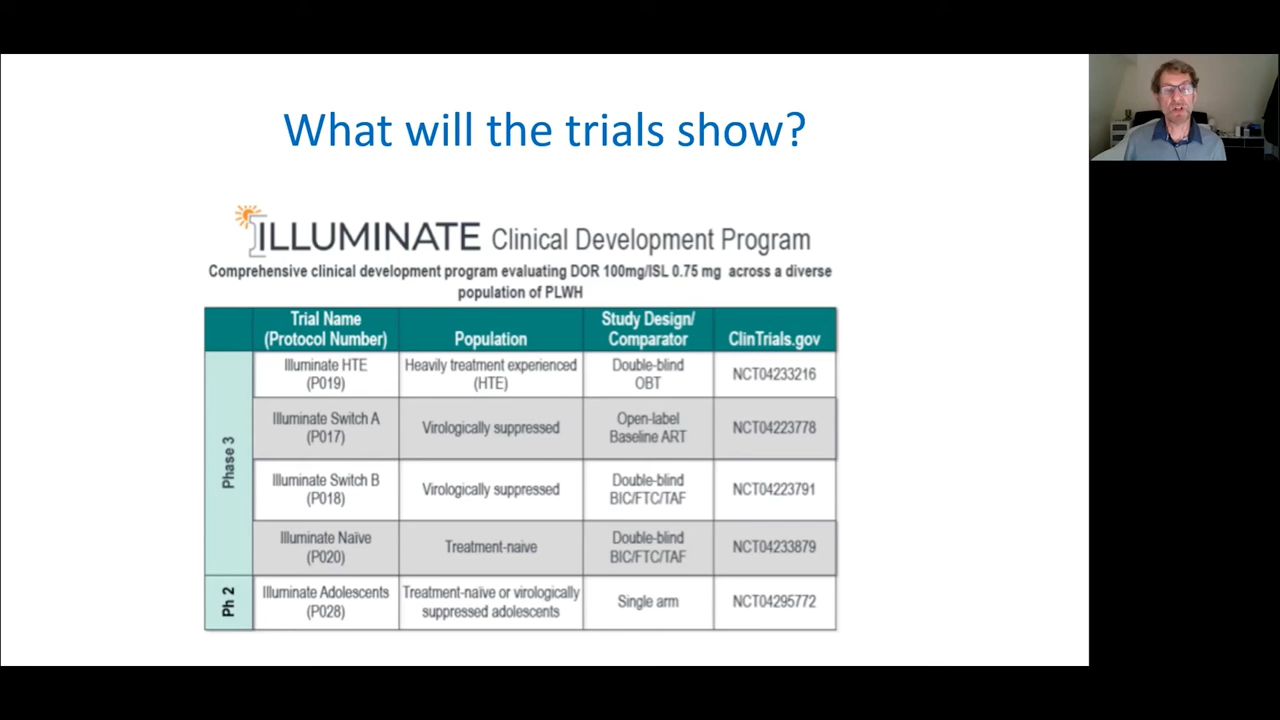 What will the trials show?
ILLUMINATE Clinical Development Program
Comprehensive clinical development program evaluating DOR 100mg/ISL 0.75 mg across a diverse
population of PLWH
Trial Name
(Protocol Number)
Population
Study Design/
Comparator
ClinTrials.gov
Phase 3
Illuminate HTE
(P019)
Heavily treatment experienced
(HTE)
Double-blind
OBT
NCT04233216
Illuminate Switch A
(P017)
Virologically suppressed
Open-label
Baseline ART
NCT04223778
Illuminate Switch B
(P018)
Virologically suppressed
Double-blind
BIC/FTC/TAF
NCT04223791
Illuminate Naïve
(P020)
Treatment-naive
Double-blind
BIC/FTC/TAF
NCT04233879
Ph 2
Illuminate Adolescents
(P028)
Treatment-naïve or virologically
suppressed adolescents
Single arm
NCT04295772